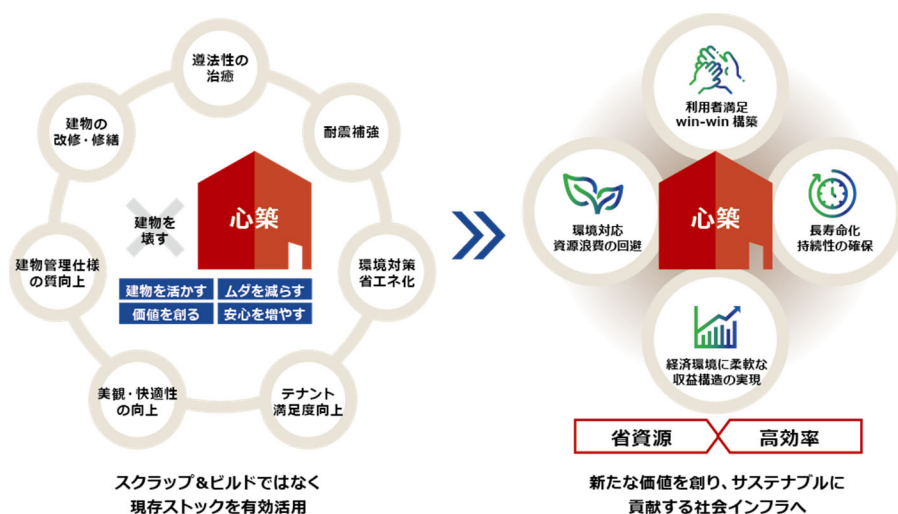 遵法性の
治癒
建物の
改修・修繕
耐震補強
建物を
壊す
心築
建物管理仕様
の質向上
環境対策
省エネ化
建物を活かす
ムダを減らす
価値を創る
安心を増やす
美観・快適性
の向上
テナント
満足度向上
スクラップ&ビルドではなく
現存ストックを有効活用
利用者満足
win-win 構築
環境対応
資源浪費の回避
心築
長寿命化
持続性の確保
経済環境に柔軟な
収益構造の実現
省資源
高効率
新たな価値を創り、サステナブルに
貢献する社会インフラへ